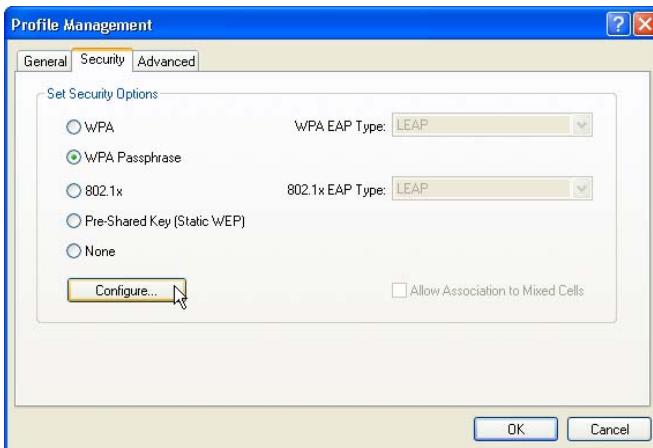 Profile Management
General Security Advanced
Set Security Options
WPA WPA EAP Type: LEAP
WPA Passphrase
802.1x 802.1x EAP Type: LEAP
Pre-Shared Key (Static WEP)
None
Configure... Allow Association to Mixed Cells
OK Cancel